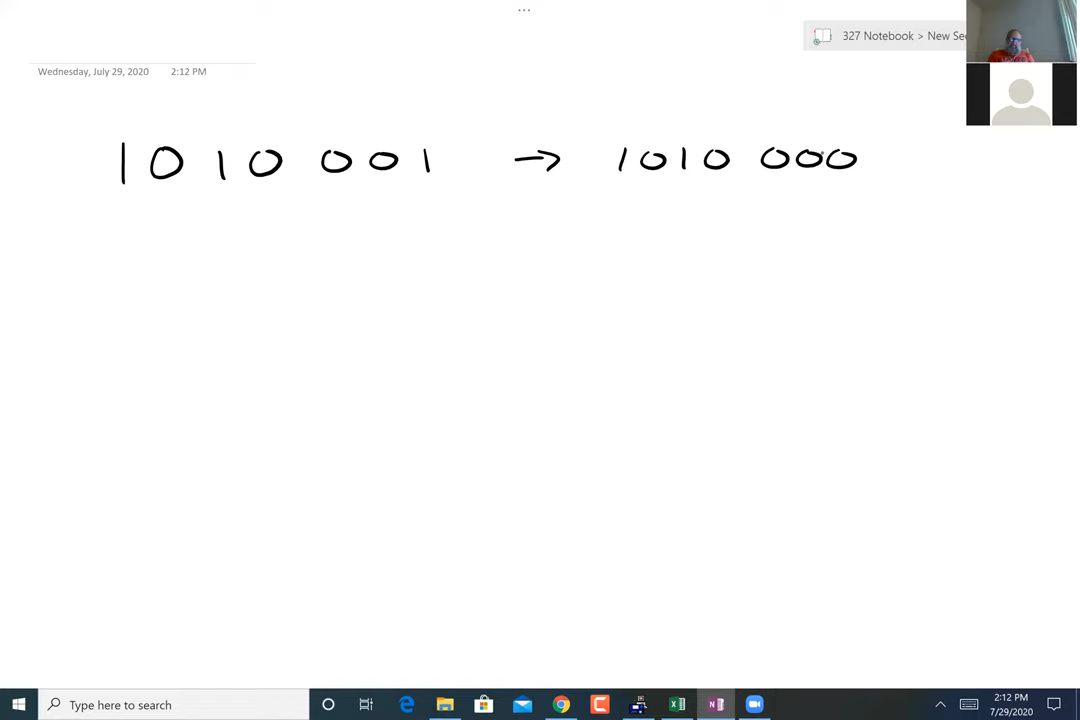 ...
327 Notebook > New Sec
Wednesday, July 29, 2020 2:12 PM
1010 001 → 1010 000
Type here to search
2:12 PM
7/29/2020